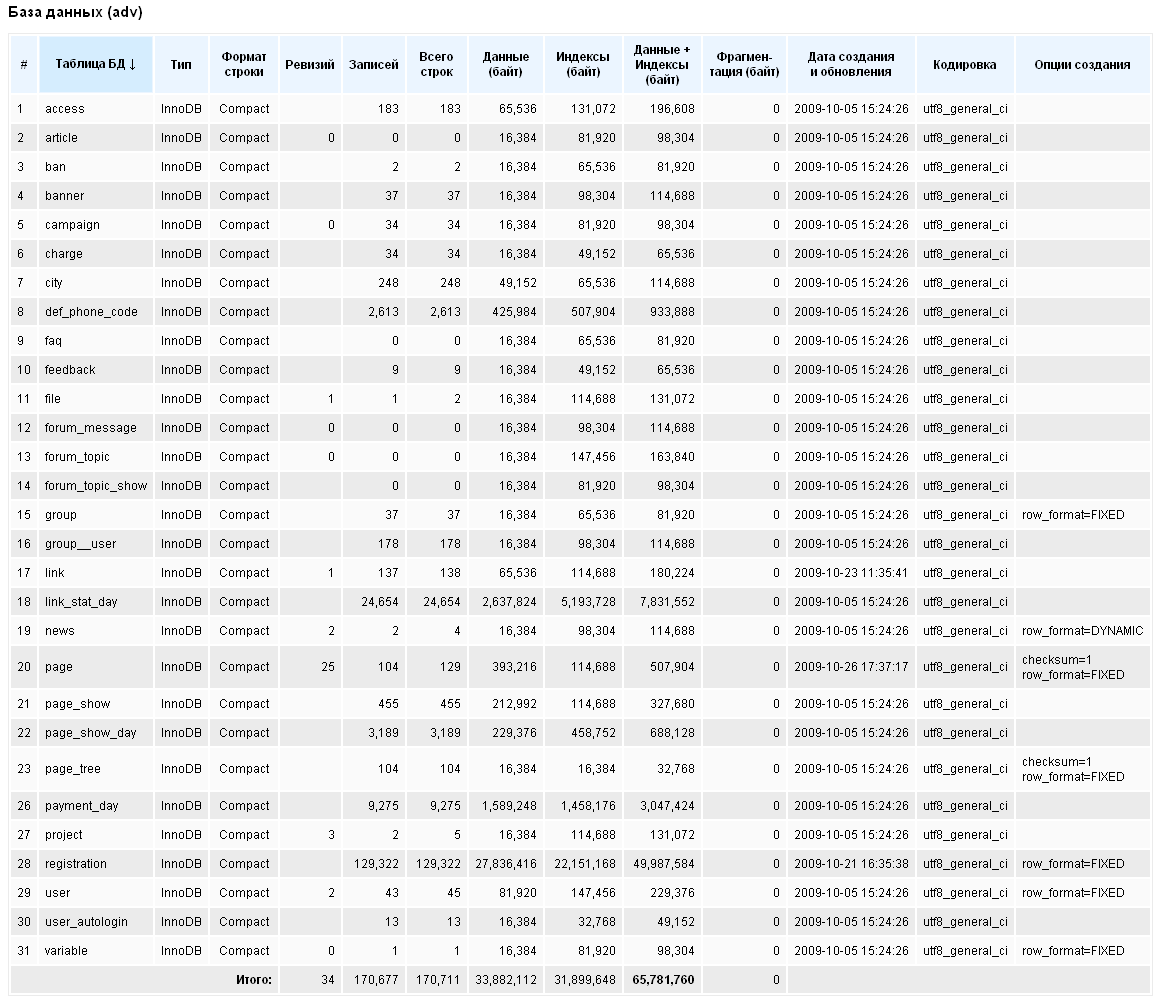 База данных (adv)
# Таблица БД ↓ Тип Формат строки Ревизий Записей Всего строк Данные (байт) Индексы (байт) Данные + Индексы (байт) Фрагмен-тация (байт) Дата создания и обновления Кодировка Опции создания
1 access InnoDB Compact 183 183 65,536 131,072 196,608 0 2009-10-05 15:24:26 utf8_general_ci
2 article InnoDB Compact 0 0 0 16,384 81,920 98,304 0 2009-10-05 15:24:26 utf8_general_ci
3 ban InnoDB Compact 2 2 16,384 65,536 81,920 0 2009-10-05 15:24:26 utf8_general_ci
4 banner InnoDB Compact 37 37 16,384 98,304 114,688 0 2009-10-05 15:24:26 utf8_general_ci
5 campaign InnoDB Compact 0 34 34 16,384 81,920 98,304 0 2009-10-05 15:24:26 utf8_general_ci
6 charge InnoDB Compact 34 34 16,384 49,152 65,536 0 2009-10-05 15:24:26 utf8_general_ci
7 city InnoDB Compact 248 248 49,152 65,536 114,688 0 2009-10-05 15:24:26 utf8_general_ci
8 def_phone_code InnoDB Compact 2,613 2,613 425,984 507,904 933,888 0 2009-10-05 15:24:26 utf8_general_ci
9 faq InnoDB Compact 0 0 16,384 65,536 81,920 0 2009-10-05 15:24:26 utf8_general_ci
10 feedback InnoDB Compact 9 9 16,384 49,152 65,536 0 2009-10-05 15:24:26 utf8_general_ci
11 file InnoDB Compact 1 1 2 16,384 114,688 131,072 0 2009-10-05 15:24:26 utf8_general_ci
12 forum_message InnoDB Compact 0 0 0 16,384 98,304 114,688 0 2009-10-05 15:24:26 utf8_general_ci
13 forum_topic InnoDB Compact 0 0 0 16,384 147,456 163,840 0 2009-10-05 15:24:26 utf8_general_ci
14 forum_topic_show InnoDB Compact 0 0 16,384 81,920 98,304 0 2009-10-05 15:24:26 utf8_general_ci
15 group InnoDB Compact 37 37 16,384 65,536 81,920 0 2009-10-05 15:24:26 utf8_general_ci row_format=FIXED
16 group__user InnoDB Compact 178 178 16,384 98,304 114,688 0 2009-10-05 15:24:26 utf8_general_ci
17 link InnoDB Compact 1 137 138 65,536 114,688 180,224 0 2009-10-23 11:35:41 utf8_general_ci
18 link_stat_day InnoDB Compact 24,654 24,654 2,637,824 5,193,728 7,831,552 0 2009-10-05 15:24:26 utf8_general_ci
19 news InnoDB Compact 2 2 4 16,384 98,304 114,688 0 2009-10-05 15:24:26 utf8_general_ci row_format=DYNAMIC
20 page InnoDB Compact 25 104 129 393,216 114,688 507,904 0 2009-10-26 17:37:17 utf8_general_ci checksum=1 row_format=FIXED
21 page_show InnoDB Compact 455 455 212,992 114,688 327,680 0 2009-10-05 15:24:26 utf8_general_ci
22 page_show_day InnoDB Compact 3,189 3,189 229,376 458,752 688,128 0 2009-10-05 15:24:26 utf8_general_ci
23 page_tree InnoDB Compact 104 104 16,384 16,384 32,768 0 2009-10-05 15:24:26 utf8_general_ci checksum=1 row_format=FIXED
26 payment_day InnoDB Compact 9,275 9,275 1,589,248 1,458,176 3,047,424 0 2009-10-05 15:24:26 utf8_general_ci
27 project InnoDB Compact 3 2 5 16,384 114,688 131,072 0 2009-10-05 15:24:26 utf8_general_ci
28 registration InnoDB Compact 129,322 129,322 27,836,416 22,151,168 49,987,584 0 2009-10-21 16:35:38 utf8_general_ci row_format=FIXED
29 user InnoDB Compact 2 43 45 81,920 147,456 229,376 0 2009-10-05 15:24:26 utf8_general_ci row_format=FIXED
30 user_autologin InnoDB Compact 13 13 16,384 32,768 49,152 0 2009-10-05 15:24:26 utf8_general_ci
31 variable InnoDB Compact 0 1 1 16,384 81,920 98,304 0 2009-10-05 15:24:26 utf8_general_ci row_format=FIXED
Итого: 34 170,677 170,711 33,882,112 31,899,648 65,781,760 0